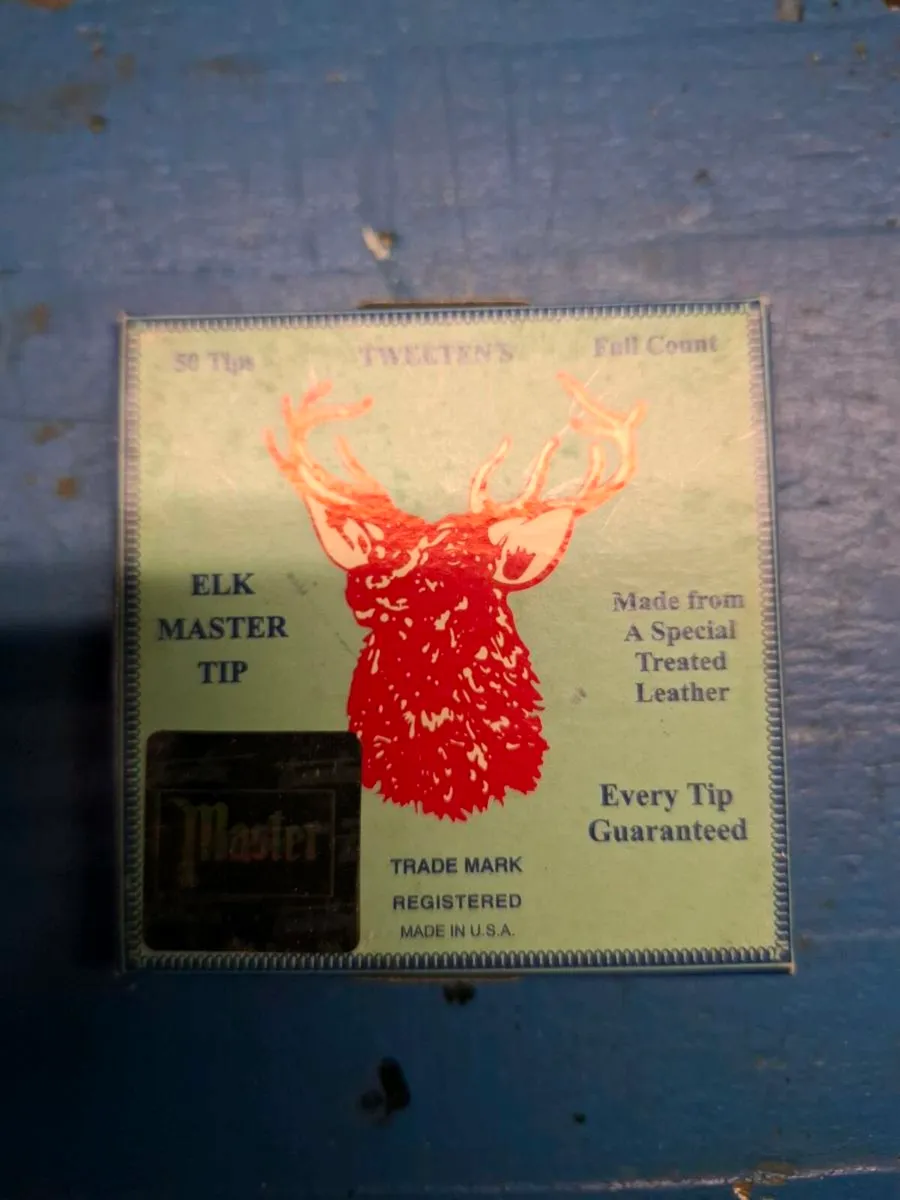 50 Tips
TWEETEN'S
Full Count
ELK
MASTER
TIP
Made from
A Special
Treated
Leather
Every Tip
Guaranteed
Master
TRADE MARK
REGISTERED
MADE IN U.S.A.